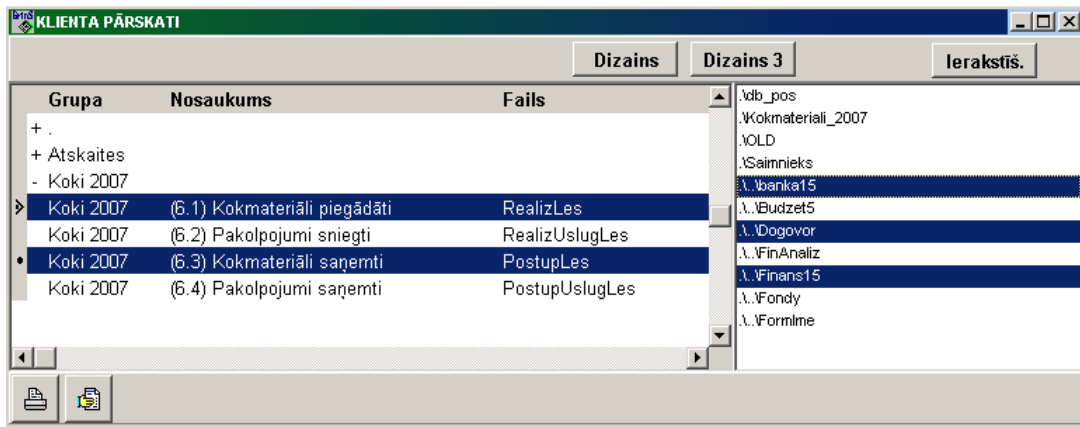 KLIENTA PĀRSKATI
Dizains Dizains 3 Ierakstīš.
Grupa Nosaukums Fails
+ .
+ Atskaites
- Koki 2007
Koki 2007 (6.1) Kokmateriāli piegādāti RealizLes
Koki 2007 (6.2) Pakolpojumi sniegti RealizUslugLes
Koki 2007 (6.3) Kokmateriāli saņemti PostupLes
Koki 2007 (6.4) Pakolpojumi saņemti PostupUslugLes
.\db_pos
.\Kokmateriali_2007
.\OLD
.\Saimnieks
.\..\banka15
.\..\Budzet5
.\..\Dogovor
.\..\FinAnaliz
.\..\Finans15
.\..\Fondy
.\..\FormIme